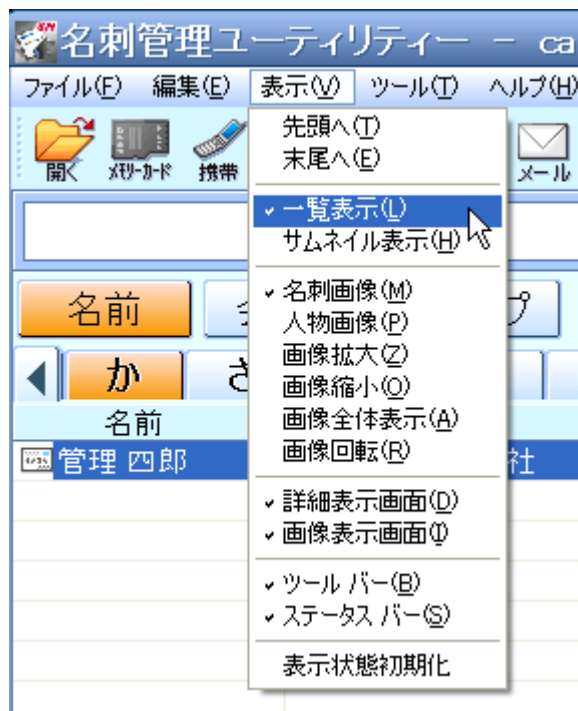 名刺管理ユーティリティー － ca
ファイル(F) 編集(E) 表示(V) ツール(T) ヘルプ(H)
開く メモリーカード 携帯 メール
先頭へ(T)
末尾へ(E)
一覧表示(L)
サムネイル表示(H)
名刺画像(M)
人物画像(P)
画像拡大(Z)
画像縮小(O)
画像全体表示(A)
画像回転(R)
詳細表示画面(D)
画像表示画面(I)
ツール バー(B)
ステータス バー(S)
表示状態初期化
名前 プ
か さ
名前
管理 四郎 社